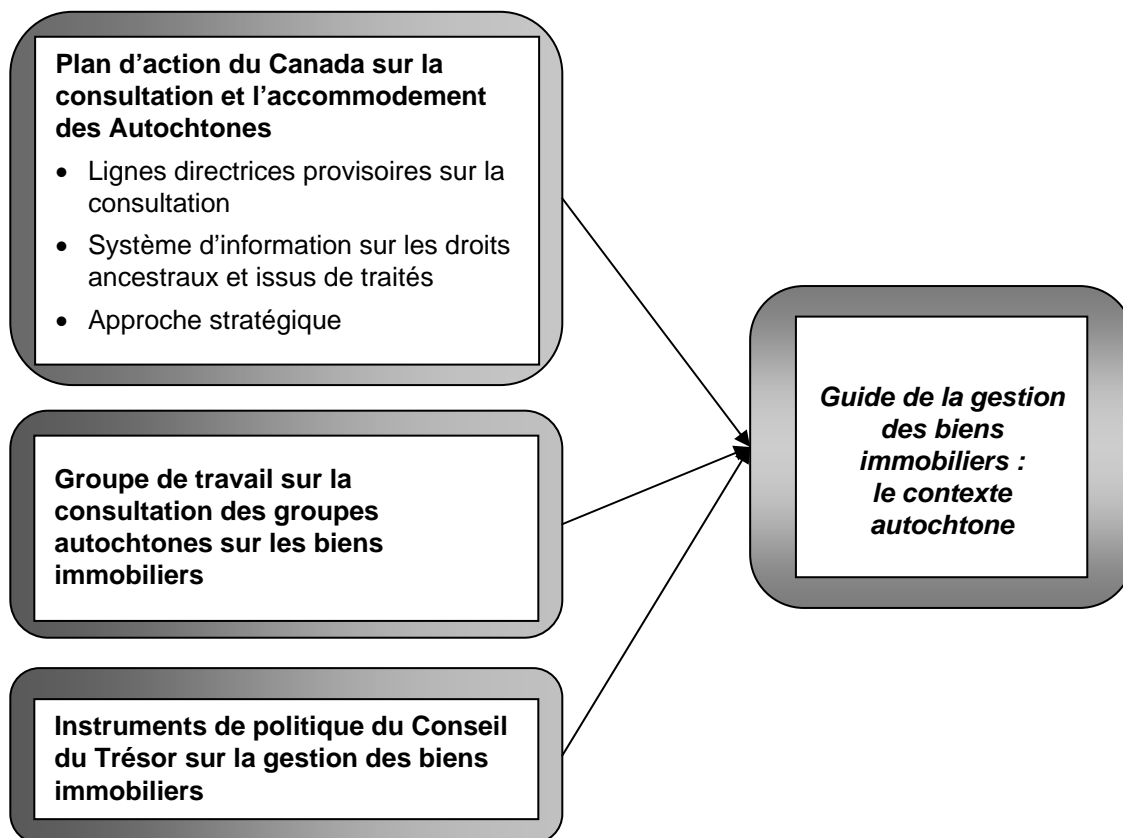 Plan d’action du Canada sur la
consultation et l’accommodement
des Autochtones
• Lignes directrices provisoires sur la
consultation
• Système d’information sur les droits
ancestraux et issus de traités
• Approche stratégique
Groupe de travail sur la
consultation des groupes
autochtones sur les biens
immobiliers
Instruments de politique du Conseil
du Trésor sur la gestion des biens
immobiliers
Guide de la gestion
des biens
immobiliers :
le contexte
autochtone